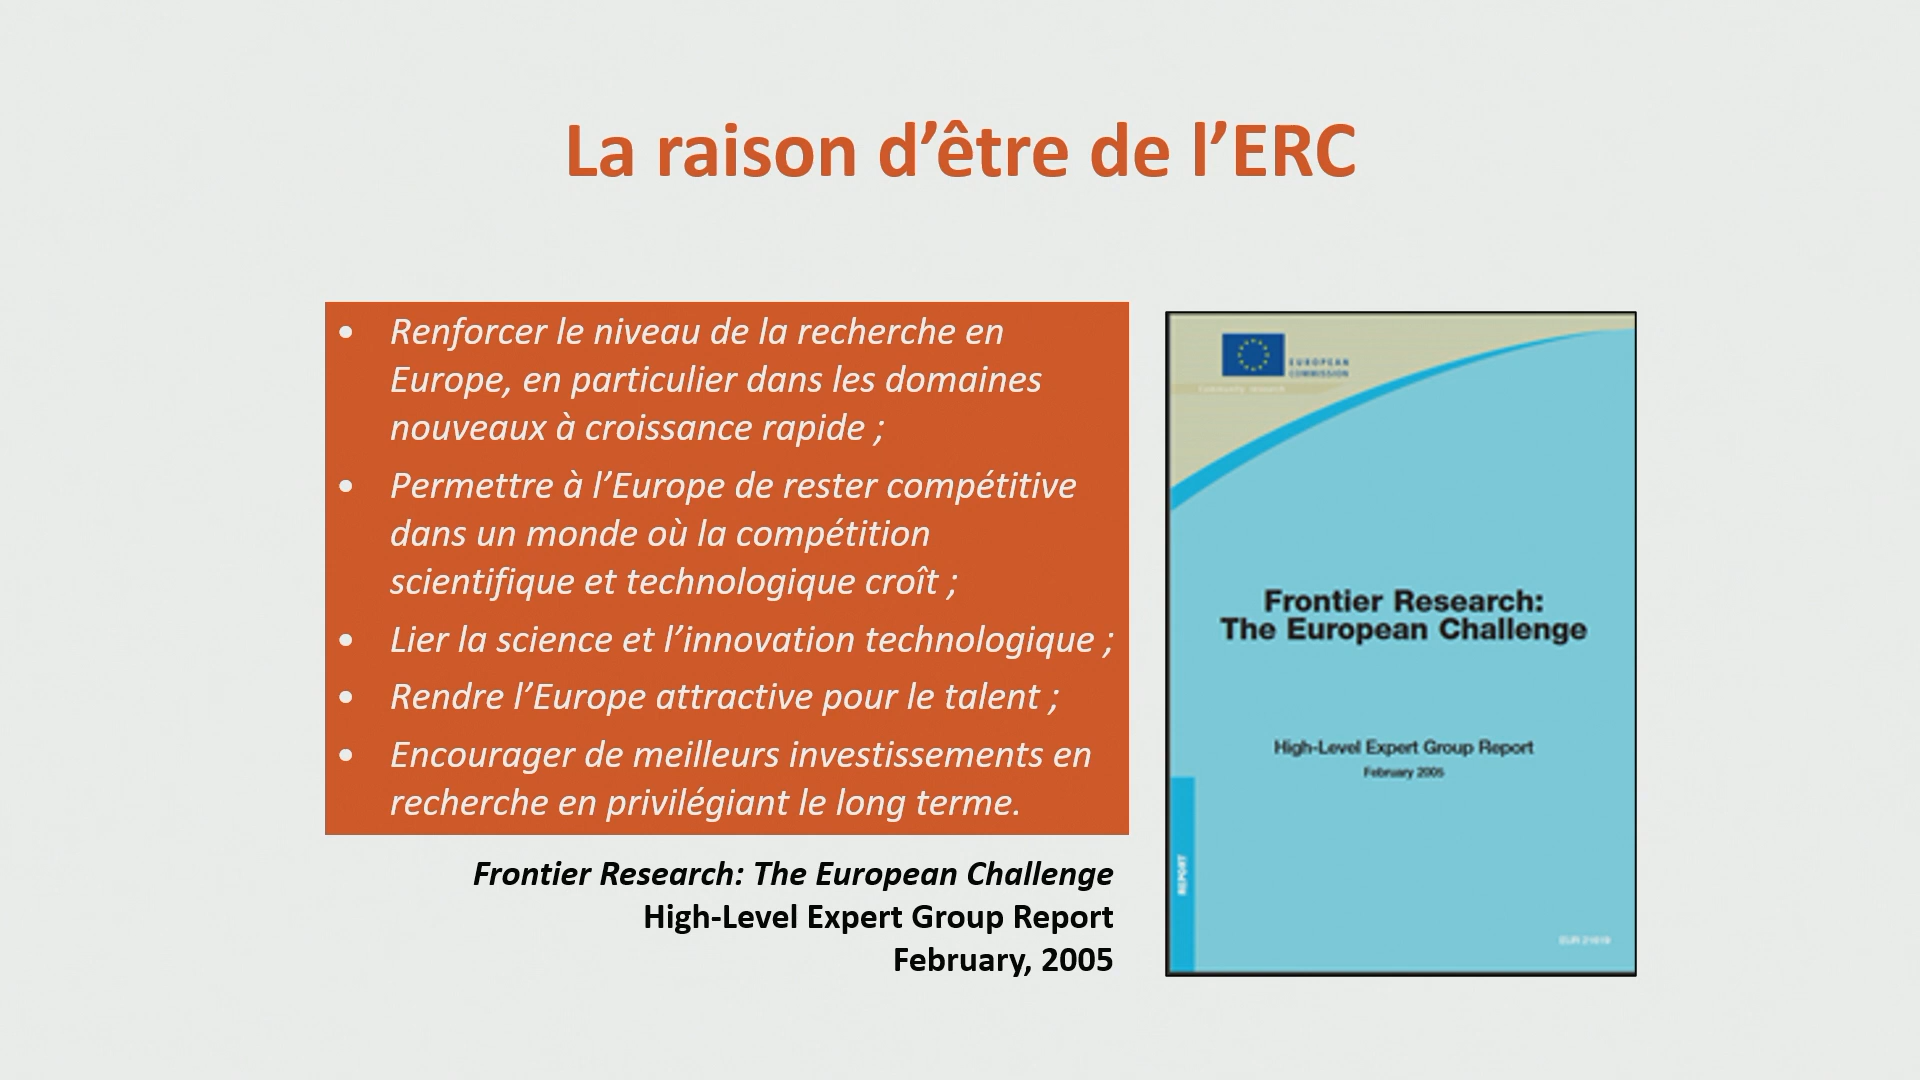 La raison d’être de l’ERC
• Renforcer le niveau de la recherche en
Europe, en particulier dans les domaines
nouveaux à croissance rapide ;
• Permettre à l’Europe de rester compétitive
dans un monde où la compétition
scientifique et technologique croît ;
• Lier la science et l’innovation technologique ;
• Rendre l’Europe attractive pour le talent ;
• Encourager de meilleurs investissements en
recherche en privilégiant le long terme.
Frontier Research: The European Challenge
High-Level Expert Group Report
February, 2005
EUROPEAN
COMMISSION
Community research
Frontier Research:
The European Challenge
High-Level Expert Group Report
February 2005
REPORT
EUR 21619